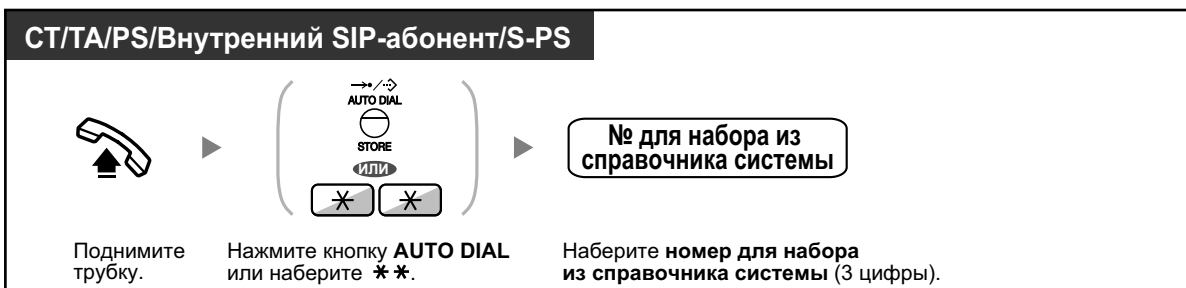 СТ/ТА/PS/Внутренний SIP-абонент/S-PS
AUTO DIAL
STORE
ИЛИ
№ для набора из
справочника системы
Поднимите
трубку.
Нажмите кнопку AUTO DIAL
или наберите ✱✱.
Наберите номер для набора
из справочника системы (3 цифры).